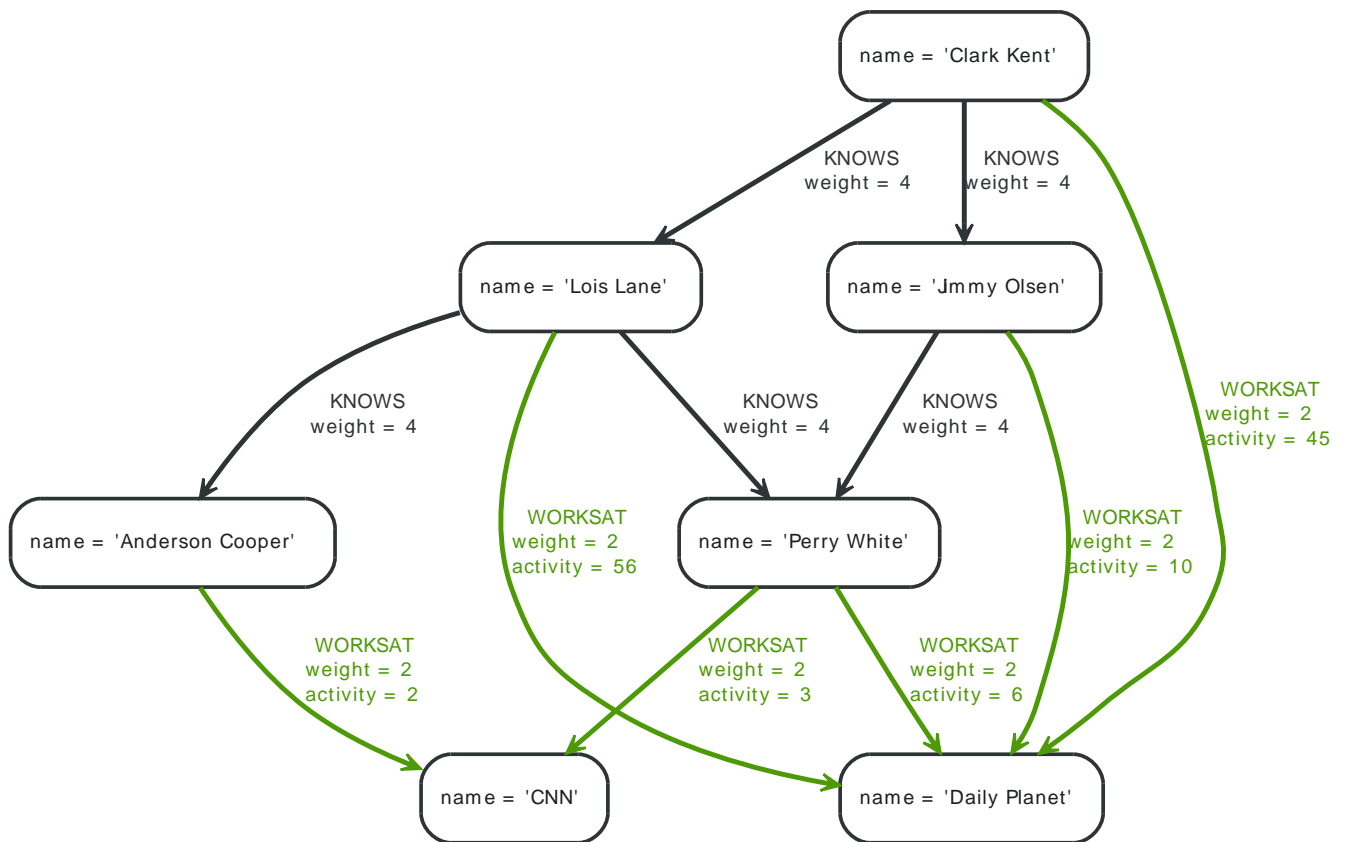 name = 'Clark Kent'
KNOWS
weight = 4
KNOWS
weight = 4
name = 'Lois Lane'
name = 'Jimmy Olsen'
KNOWS
weight = 4
KNOWS
weight = 4
KNOWS
weight = 4
WORKSAT
weight = 2
activity = 45
name = 'Anderson Cooper'
WORKSAT
weight = 2
activity = 56
name = 'Perry White'
WORKSAT
weight = 2
activity = 10
WORKSAT
weight = 2
activity = 2
WORKSAT
weight = 2
activity = 3
WORKSAT
weight = 2
activity = 6
name = 'CNN'
name = 'Daily Planet'